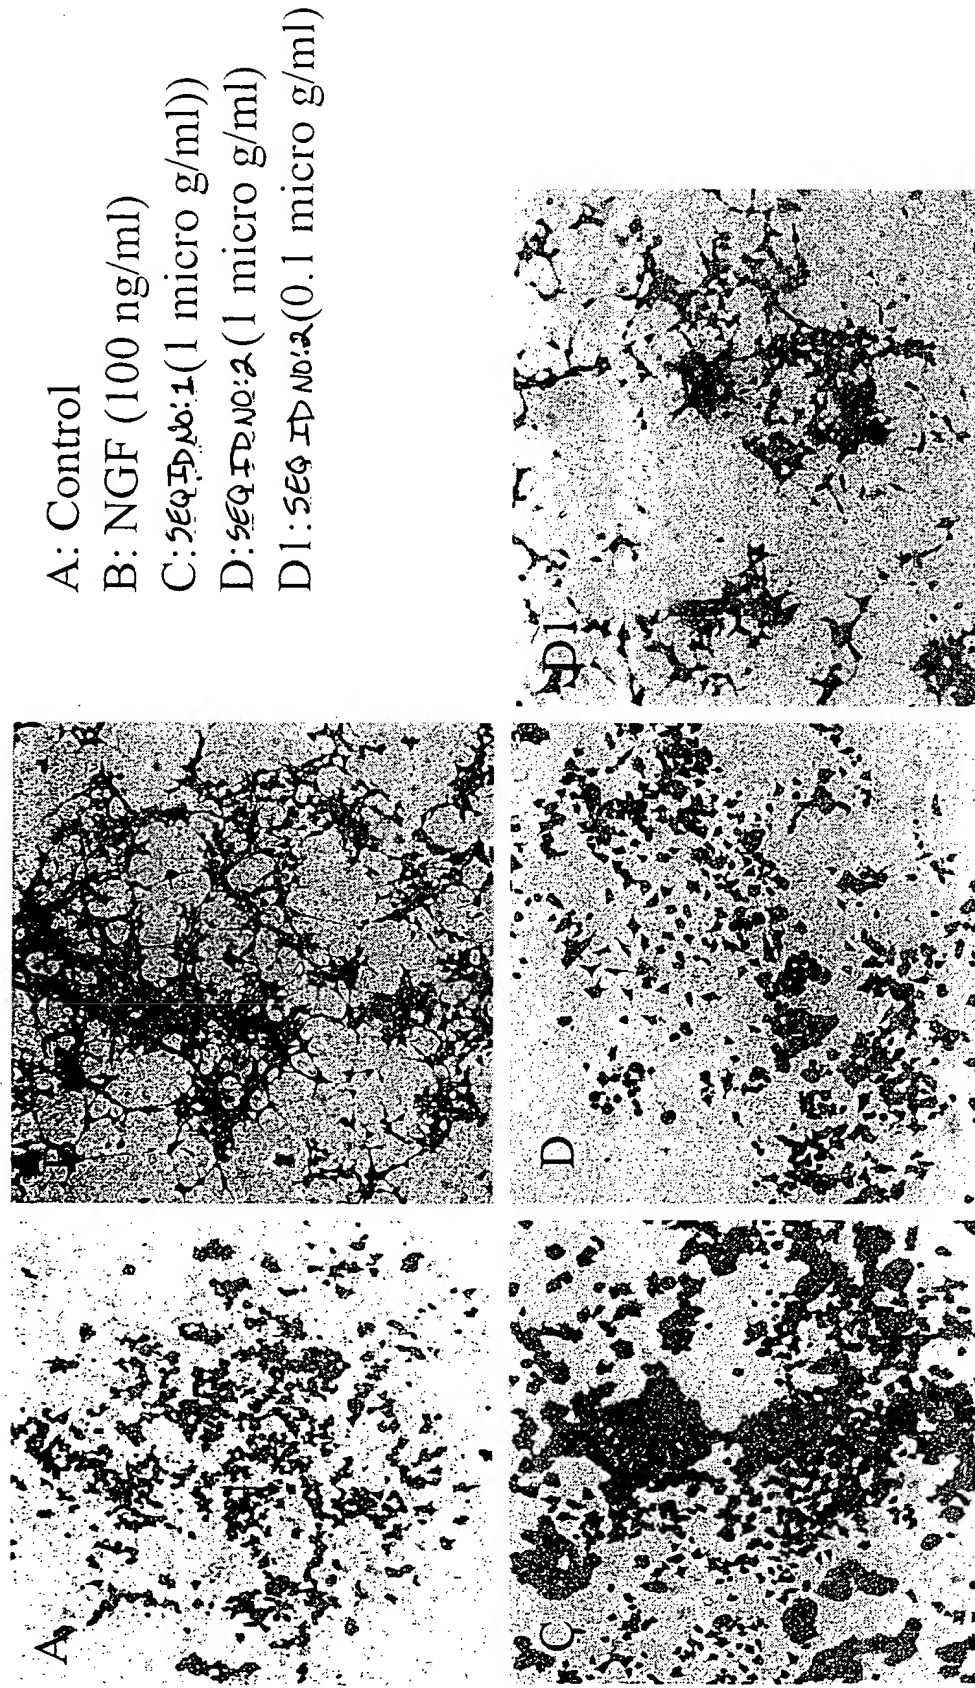 A: Control
B: NGF (100 ng/ml)
C: SEQ ID NO: 1 (1 micro g/ml))
D: SEQ ID NO: 2 (1 micro g/ml)
D1: SEQ ID NO: 2 (0.1 micro g/ml)
A
C
D
D1